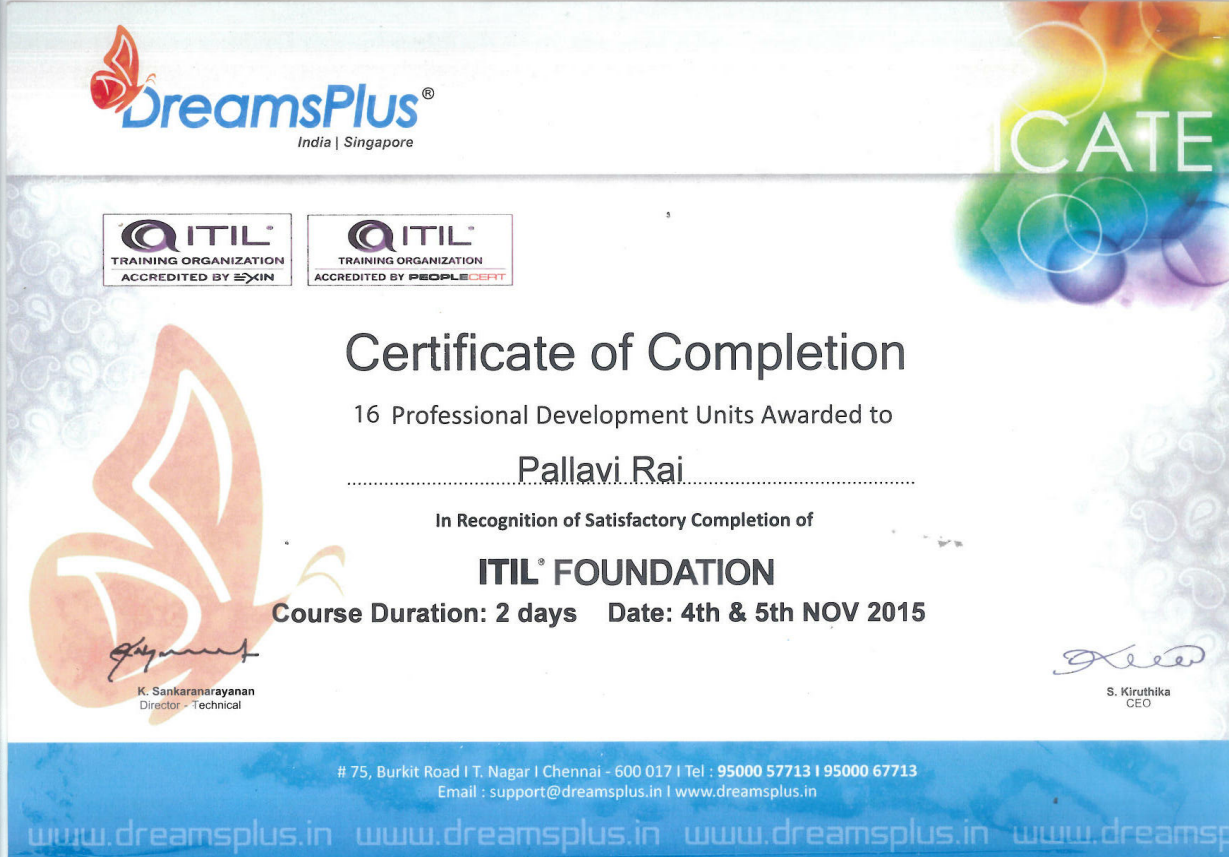 DreamsPlus®
India | Singapore
ICATE
ITIL®
TRAINING ORGANIZATION
ACCREDITED BY EXIN
ITIL®
TRAINING ORGANIZATION
ACCREDITED BY PEOPLECERT
Certificate of Completion
16 Professional Development Units Awarded to
Pallavi Rai
In Recognition of Satisfactory Completion of
ITIL® FOUNDATION
Course Duration: 2 days Date: 4th & 5th NOV 2015
K. Sankaranarayanan
Director - Technical
S. Kiruthika
CEO
# 75, Burkit Road I T. Nagar I Chennai - 600 017 I Tel : 95000 57713 I 95000 67713
Email : support@dreamsplus.in I www.dreamsplus.in
www.dreamsplus.in www.dreamsplus.in www.dreamsplus.in www.dreamsp